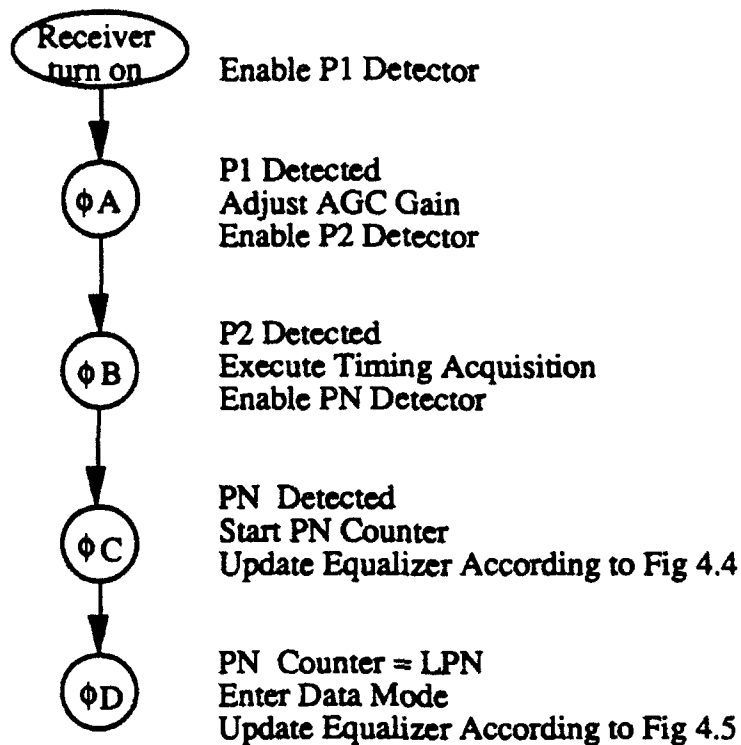 Receiver
turn on
Enable P1 Detector
ϕA
P1 Detected
Adjust AGC Gain
Enable P2 Detector
ϕB
P2 Detected
Execute Timing Acquisition
Enable PN Detector
ϕC
PN Detected
Start PN Counter
Update Equalizer According to Fig 4.4
ϕD
PN Counter = LPN
Enter Data Mode
Update Equalizer According to Fig 4.5